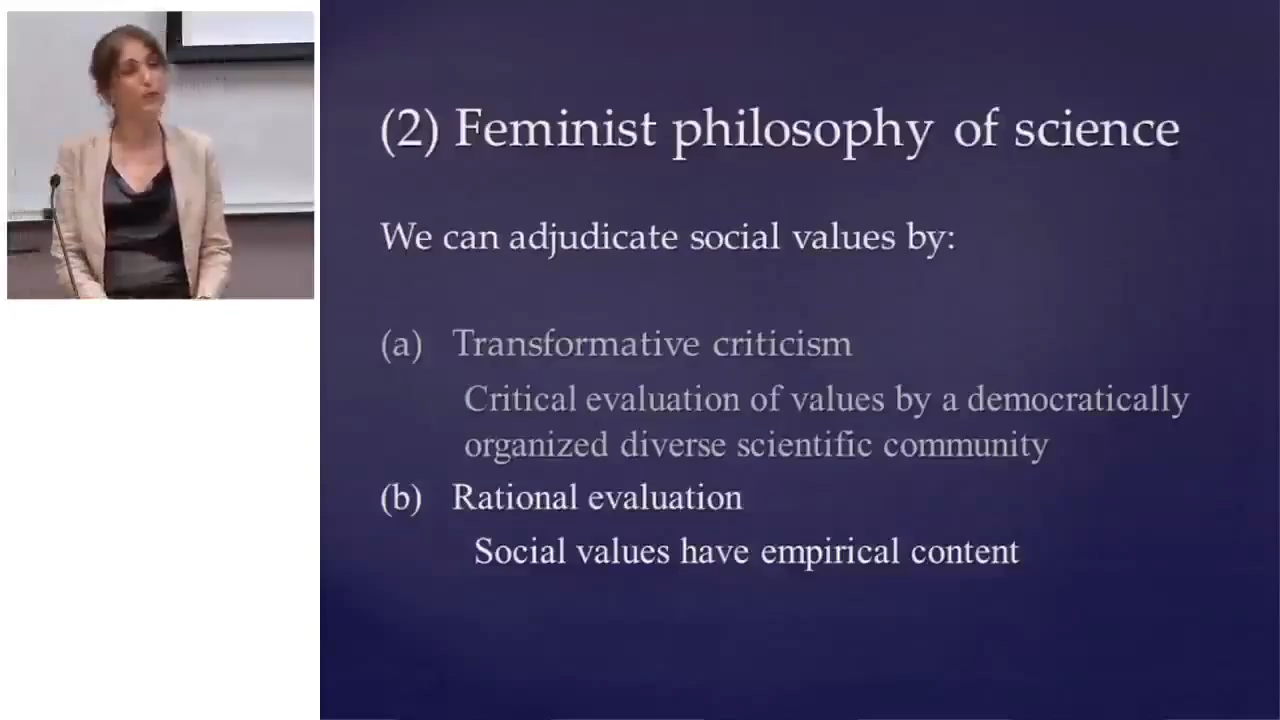 (2) Feminist philosophy of science
We can adjudicate social values by:
(a) Transformative criticism
Critical evaluation of values by a democratically
organized diverse scientific community
(b) Rational evaluation
Social values have empirical content